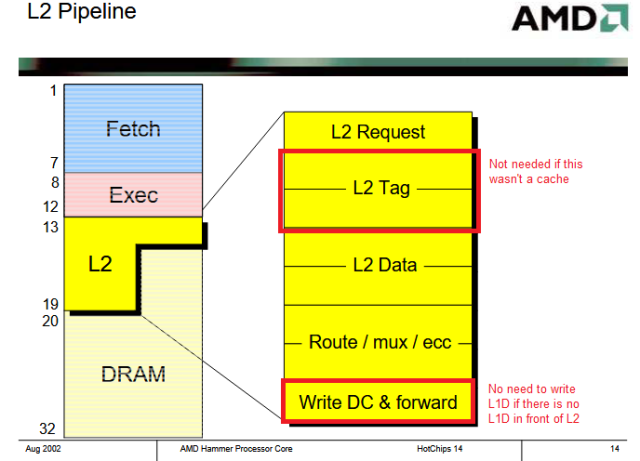 L2 Pipeline
AMD
1
Fetch
7
8
Exec
12
13
L2
19
20
DRAM
32
L2 Request
L2 Tag
L2 Data
Route / mux / ecc
Write DC & forward
Not needed if this
wasn't a cache
No need to write
L1D if there is no
L1D in front of L2
Aug 2002
AMD Hammer Processor Core
HotChips 14
14